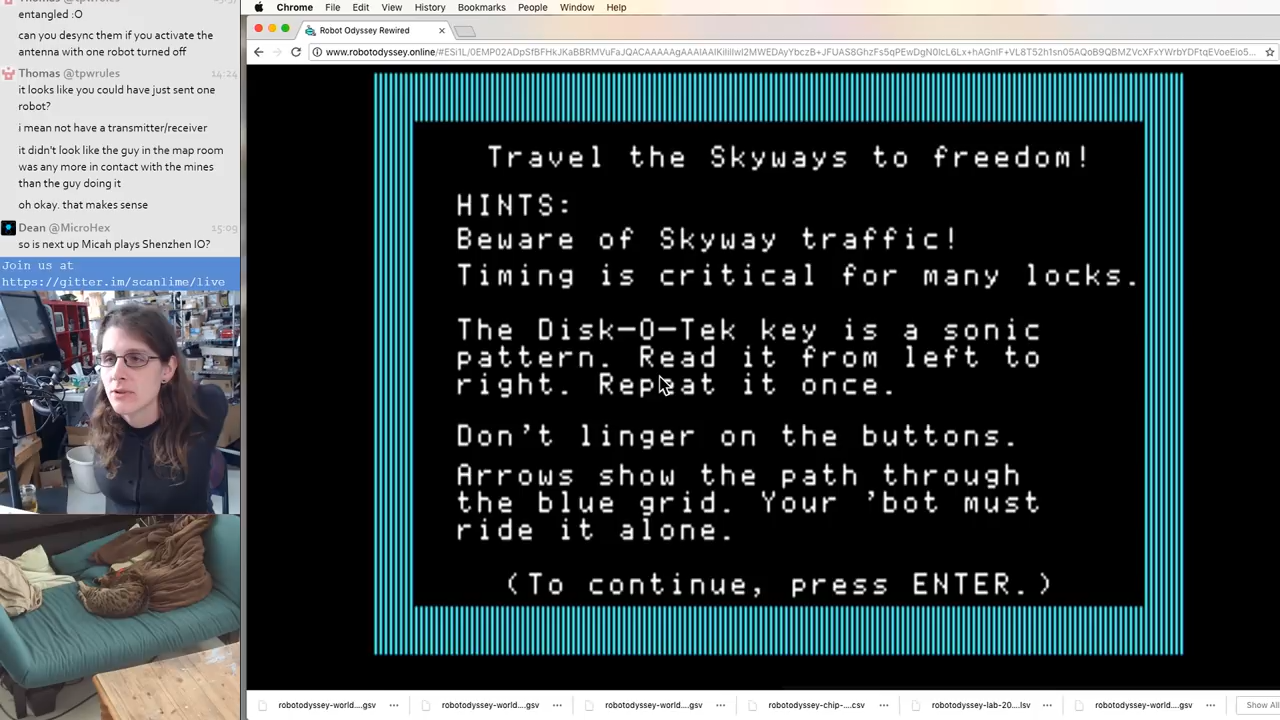 Chrome File Edit View History Bookmarks People Window Help
Robot Odyssey Rewired
entangled :O
can you desync them if you activate the
antenna with one robot turned off
Thomas @tpwrules 14:24
it looks like you could have just sent one
robot?
i mean not have a transmitter/receiver
it didn't look like the guy in the map room
was any more in contact with the mines
than the guy doing it
oh okay. that makes sense
Dean @MicroHex 15:09
so is next up Micah plays Shenzhen IO?
Join us at
https://gitter.im/scanlime/live
Travel the Skyways to freedom!
HINTS:
Beware of Skyway traffic!
Timing is critical for many locks.
The Disk-O-Tek key is a sonic
pattern. Read it from left to
right. Repeat it once.
Don't linger on the buttons.
Arrows show the path through
the blue grid. Your 'bot must
ride it alone.
(To continue, press ENTER.)
robotodyssey-world....gsv
robotodyssey-world....gsv
robotodyssey-world....gsv
robotodyssey-chip-....csv
robotodyssey-lab-20....lsv
robotodyssey-world....gsv
Show